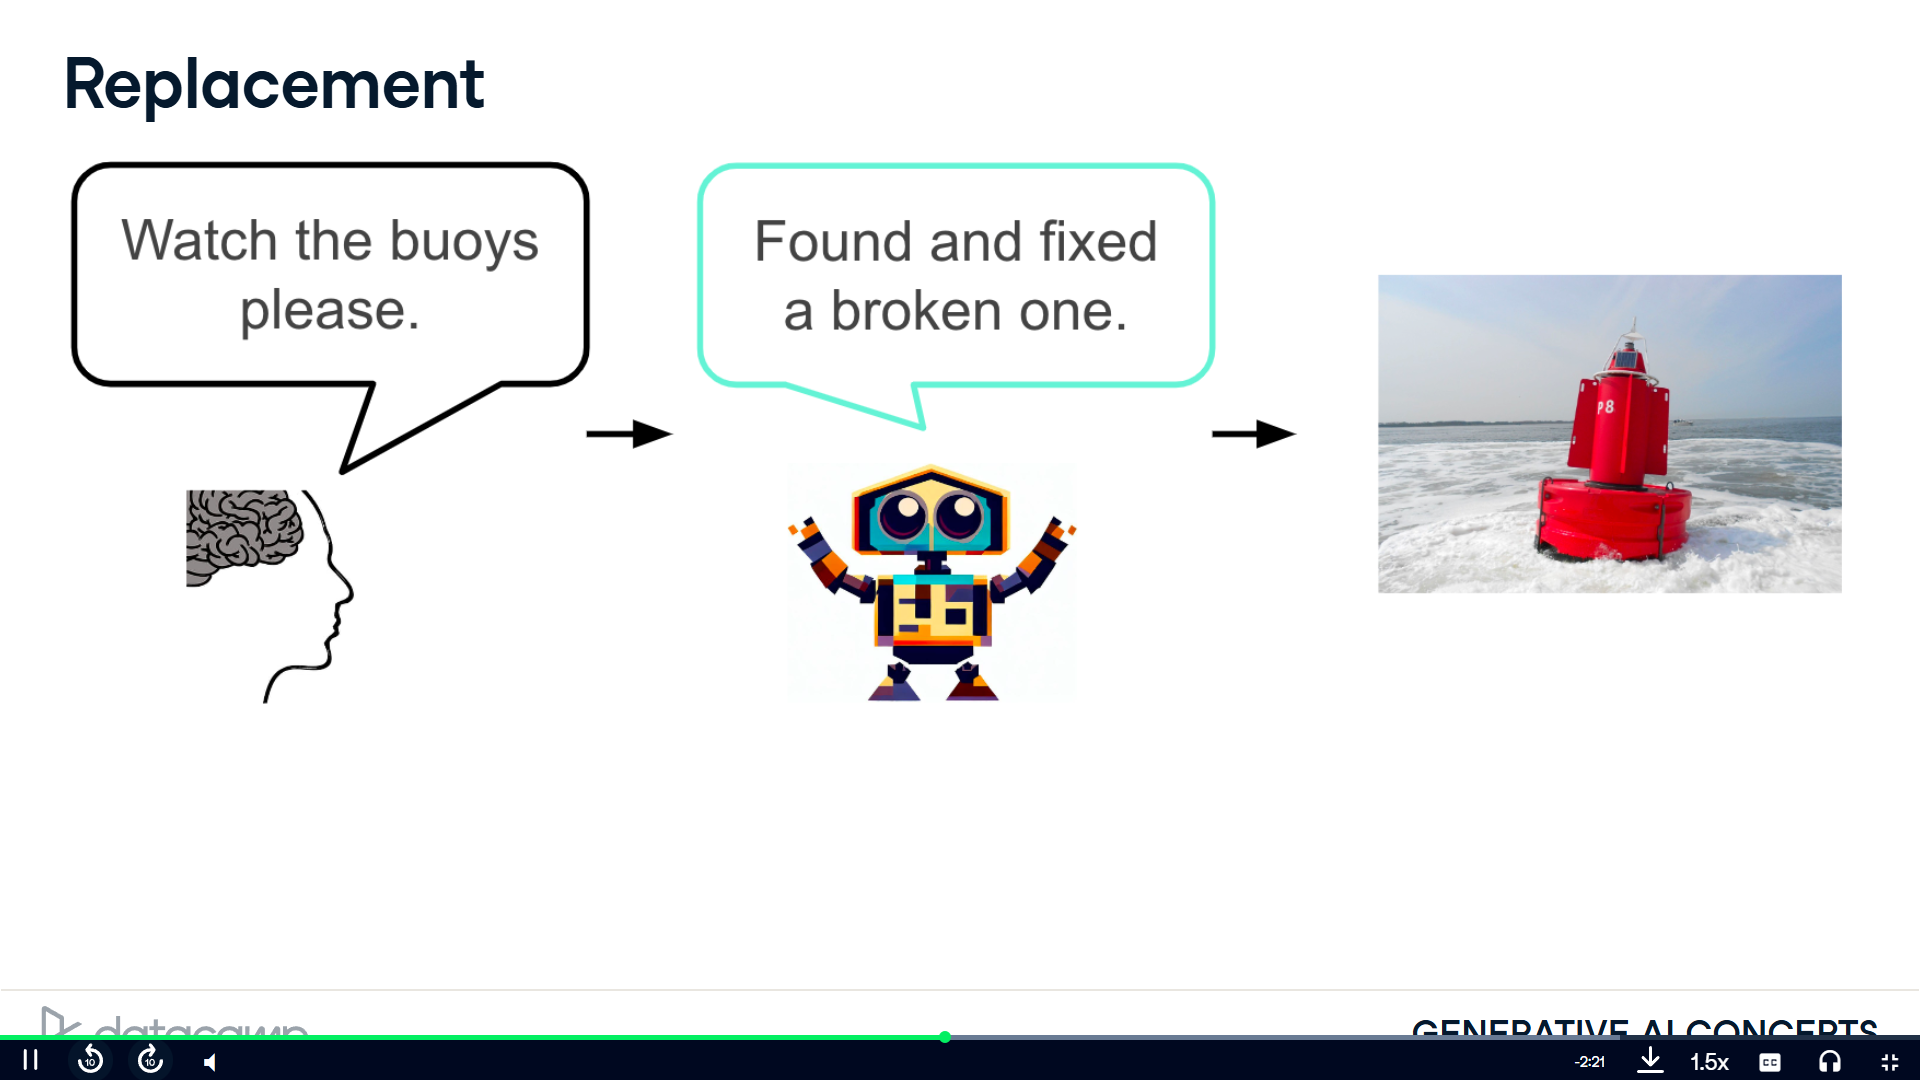 Replacement
Watch the buoys
please.
Found and fixed
a broken one.
P8
datacamp
GENERATIVE AI CONCEPTS
10
10
-2:21
1.5x
CC